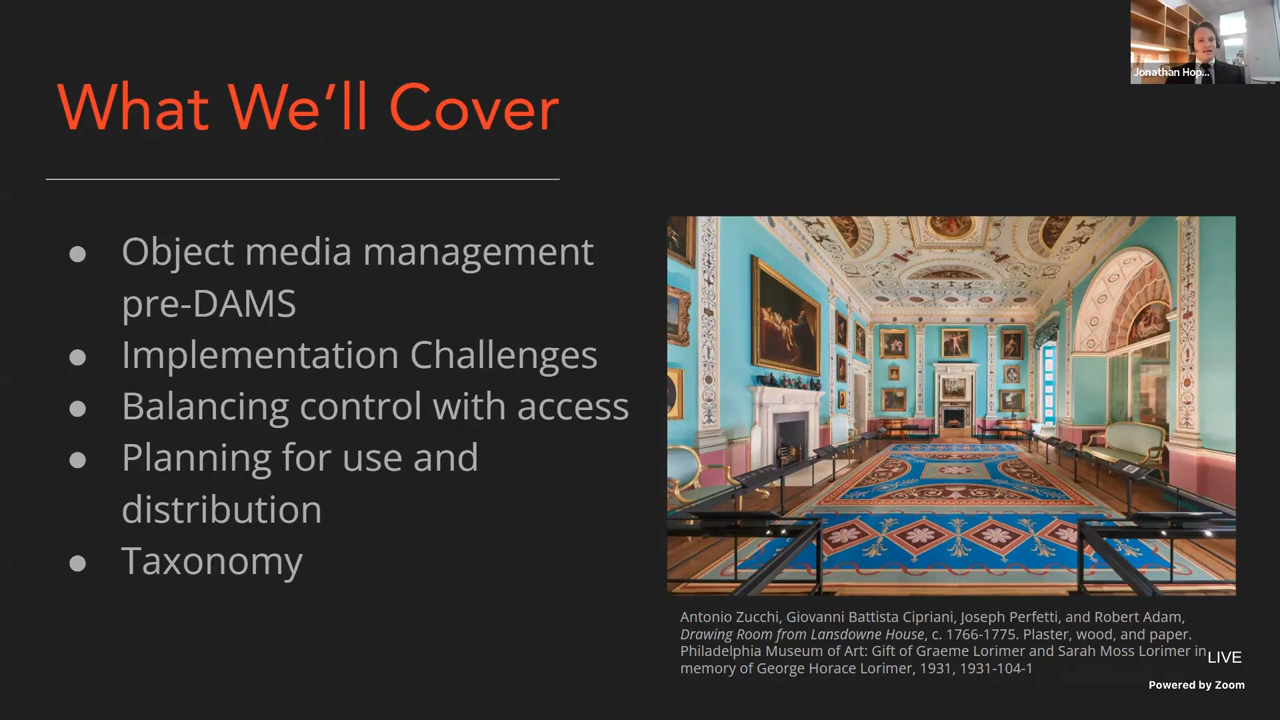 Jonathan Hop...
What We’ll Cover
● Object media management
pre-DAMS
● Implementation Challenges
● Balancing control with access
● Planning for use and
distribution
● Taxonomy
Antonio Zucchi, Giovanni Battista Cipriani, Joseph Perfetti, and Robert Adam,
Drawing Room from Lansdowne House, c. 1766-1775. Plaster, wood, and paper.
Philadelphia Museum of Art: Gift of Graeme Lorimer and Sarah Moss Lorimer in
memory of George Horace Lorimer, 1931, 1931-104-1
LIVE
Powered by Zoom